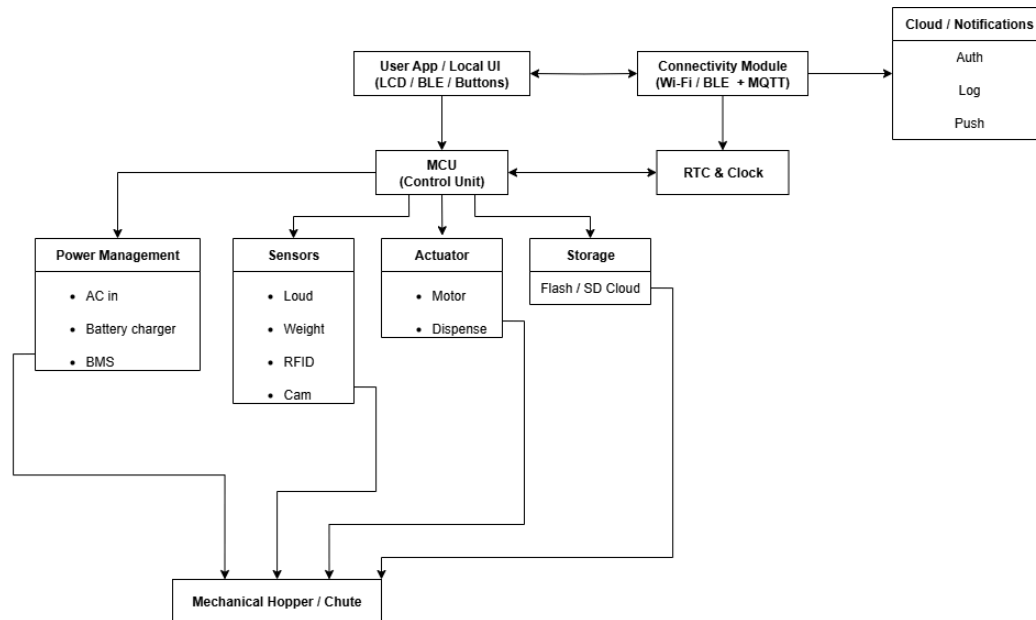 Cloud / Notifications
Auth
Log
Push
User App / Local UI
(LCD / BLE / Buttons)
Connectivity Module
(Wi-Fi / BLE + MQTT)
MCU
(Control Unit)
RTC & Clock
Power Management
AC in
Battery charger
BMS
Sensors
Loud
Weight
RFID
Cam
Actuator
Motor
Dispense
Storage
Flash / SD Cloud
Mechanical Hopper / Chute